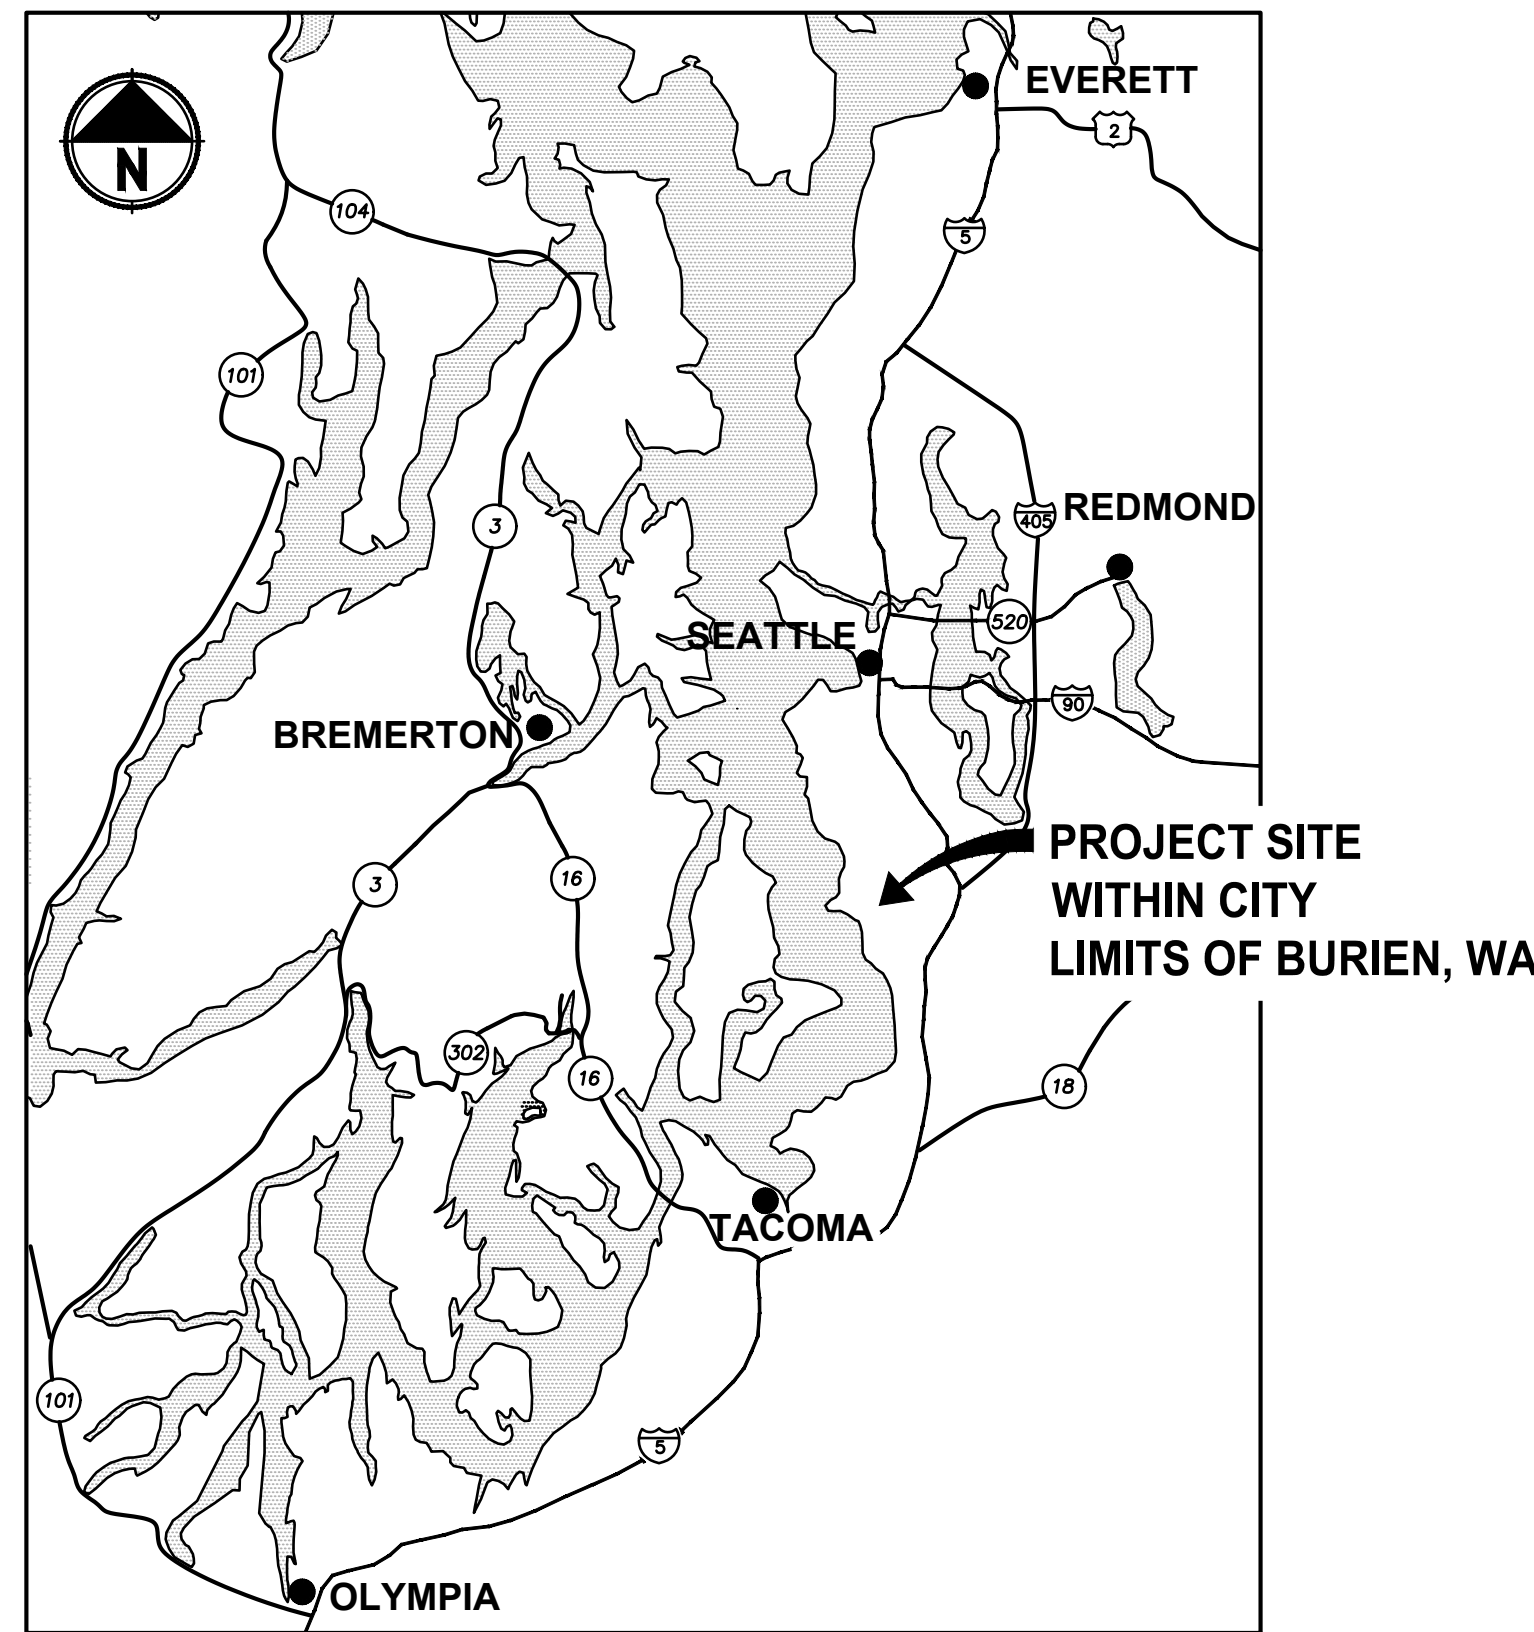 EVERETT
2
N
104
5
101
REDMOND
405
3
520
SEATTLE
90
BREMERTON
PROJECT SITE
WITHIN CITY
LIMITS OF BURIEN, WA
3
16
302
16
18
TACOMA
101
5
OLYMPIA